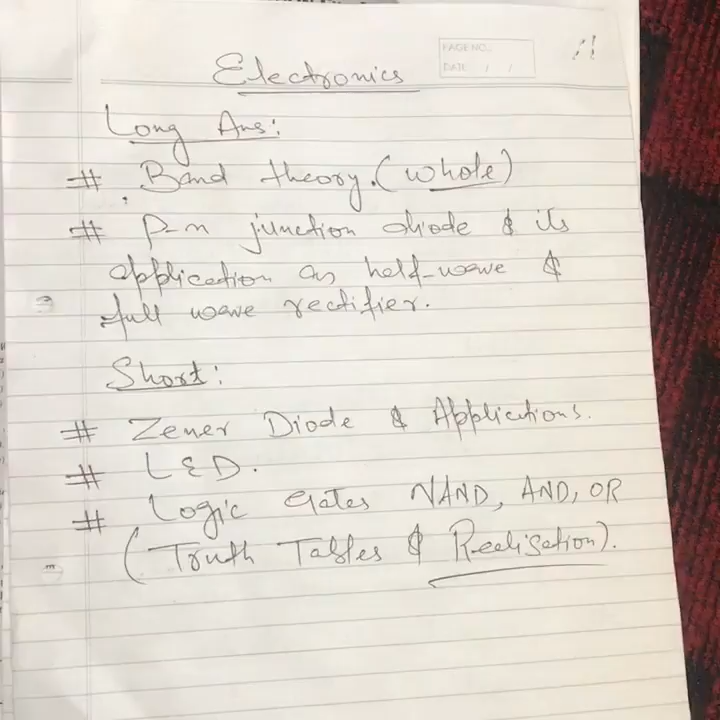 PAGE NO.
DATE / /
Electronics
Long Ans:
# Band theory. (whole)
# P-n junction diode & its
application as half-wave &
full wave rectifier.
Short:
# Zener Diode & Applications.
# LED.
# Logic Gates NAND, AND, OR
(Truth Tables & Realisation).